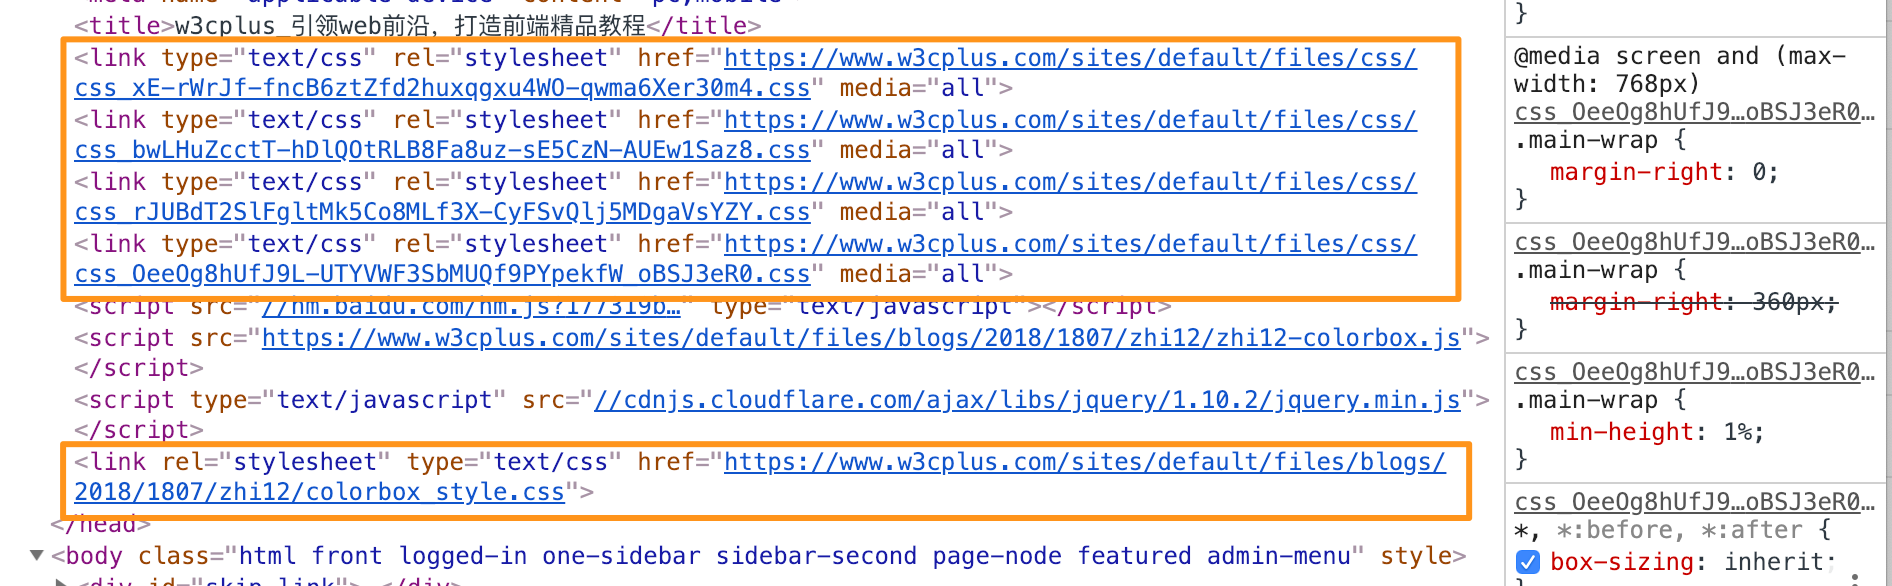 <title>w3cplus_引领web前沿，打造前端精品教程</title>
<link type="text/css" rel="stylesheet" href="https://www.w3cplus.com/sites/default/files/css/
css_xE-rWrJf-fncB6ztZfd2huxqgxu4WO-qwma6Xer30m4.css" media="all">
<link type="text/css" rel="stylesheet" href="https://www.w3cplus.com/sites/default/files/css/
css_bwLHuZcctT-hDlQOtRLB8Fa8uz-sE5CzN-AUEw1Saz8.css" media="all">
<link type="text/css" rel="stylesheet" href="https://www.w3cplus.com/sites/default/files/css/
css_rJUBdT2SlFgltMk5Co8MLf3X-CyFSvQlj5MDgaVsYZY.css" media="all">
<link type="text/css" rel="stylesheet" href="https://www.w3cplus.com/sites/default/files/css/
css_OeeOg8hUfJ9L-UTYVWF3SbMUQf9PYpekfW_oBSJ3eR0.css" media="all">
<script src="//hm.baidu.com/hm.js?177319b…" type="text/javascript"></script>
<script src="https://www.w3cplus.com/sites/default/files/blogs/2018/1807/zhi12/zhi12-colorbox.js">
</script>
<script type="text/javascript" src="//cdnjs.cloudflare.com/ajax/libs/jquery/1.10.2/jquery.min.js">
</script>
<link rel="stylesheet" type="text/css" href="https://www.w3cplus.com/sites/default/files/blogs/
2018/1807/zhi12/colorbox_style.css">
</head>
<body class="html front logged-in one-sidebar sidebar-second page-node featured admin-menu" style>
<div id="skip-link">…</div>
}
@media screen and (max-
width: 768px)
css_OeeOg8hUfJ9…oBSJ3eR0…
.main-wrap {
margin-right: 0;
}
css_OeeOg8hUfJ9…oBSJ3eR0…
.main-wrap {
margin-right: 360px;
}
css_OeeOg8hUfJ9…oBSJ3eR0…
.main-wrap {
min-height: 1%;
}
css_OeeOg8hUfJ9…oBSJ3eR0…
*, *:before, *:after {
box-sizing: inherit;